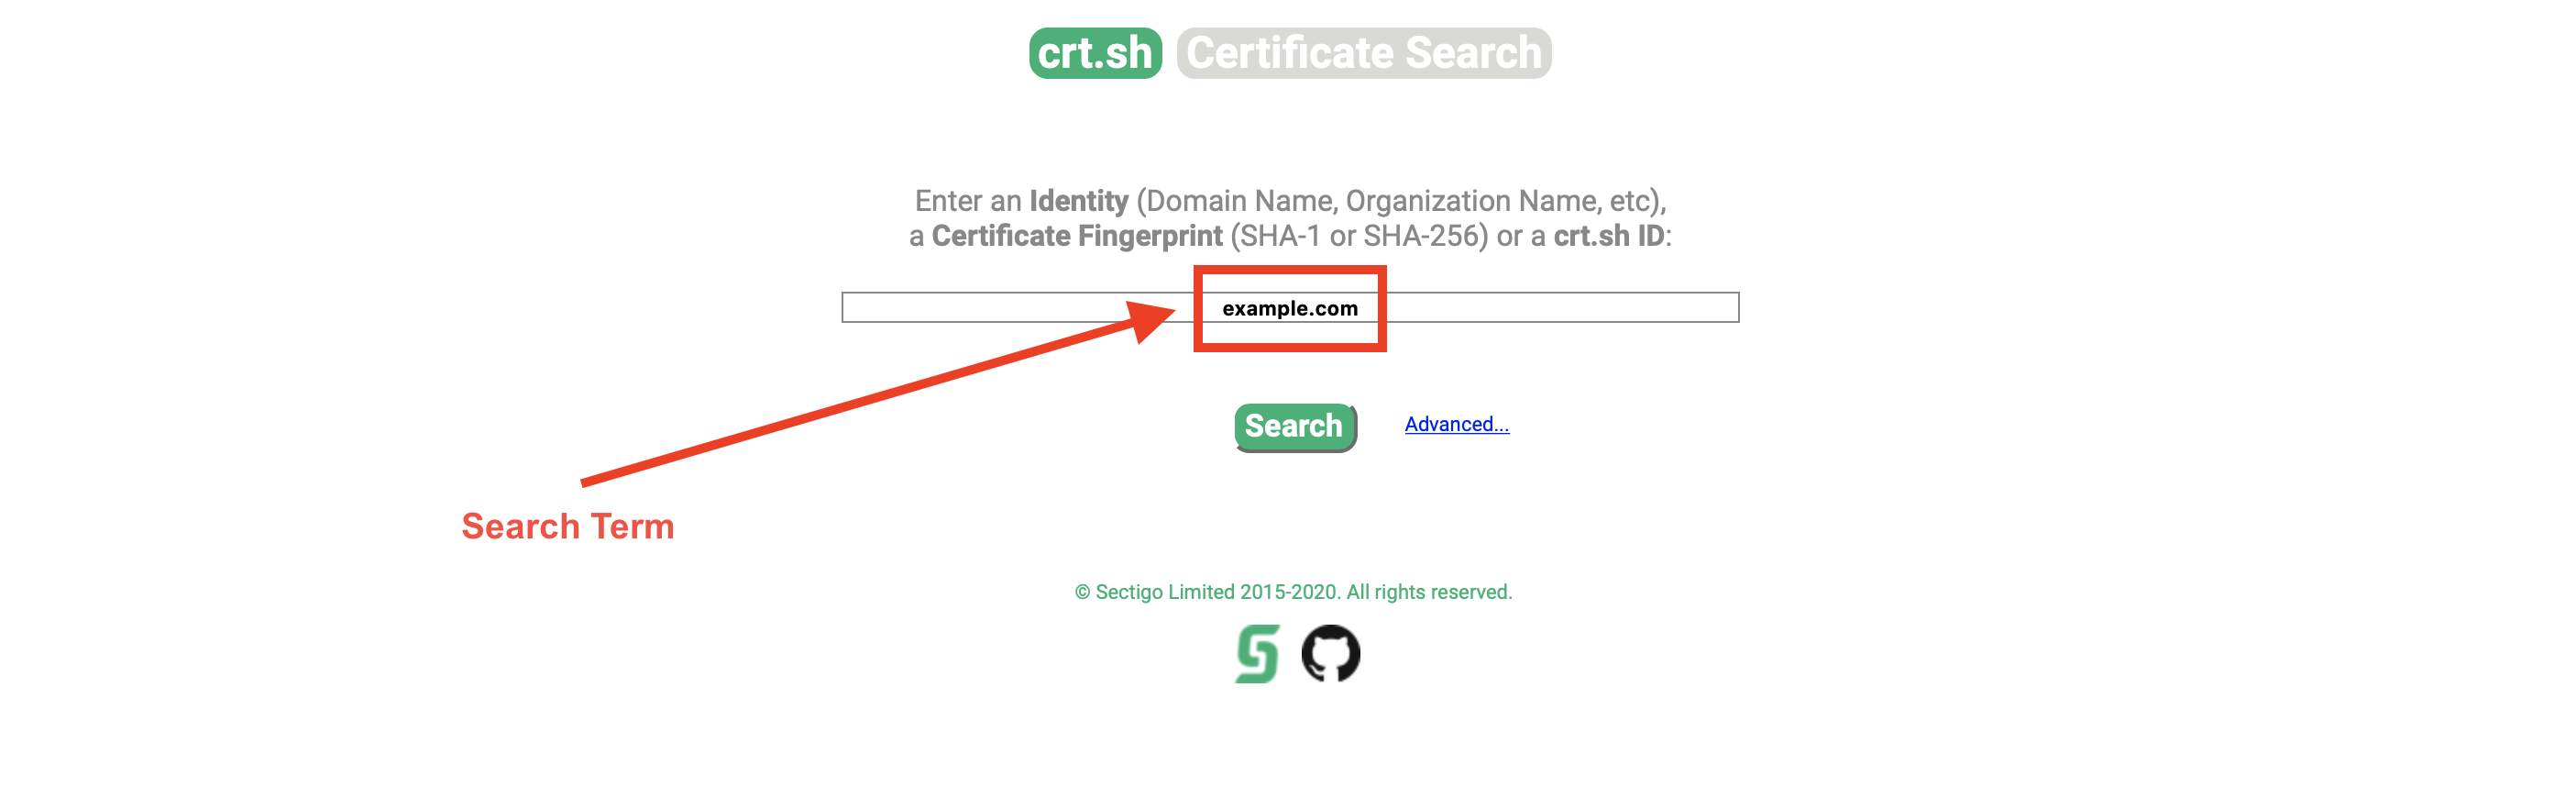 crt.sh Certificate Search
Enter an Identity (Domain Name, Organization Name, etc),
a Certificate Fingerprint (SHA-1 or SHA-256) or a crt.sh ID:
example.com
Search Advanced...
Search Term
© Sectigo Limited 2015-2020. All rights reserved.